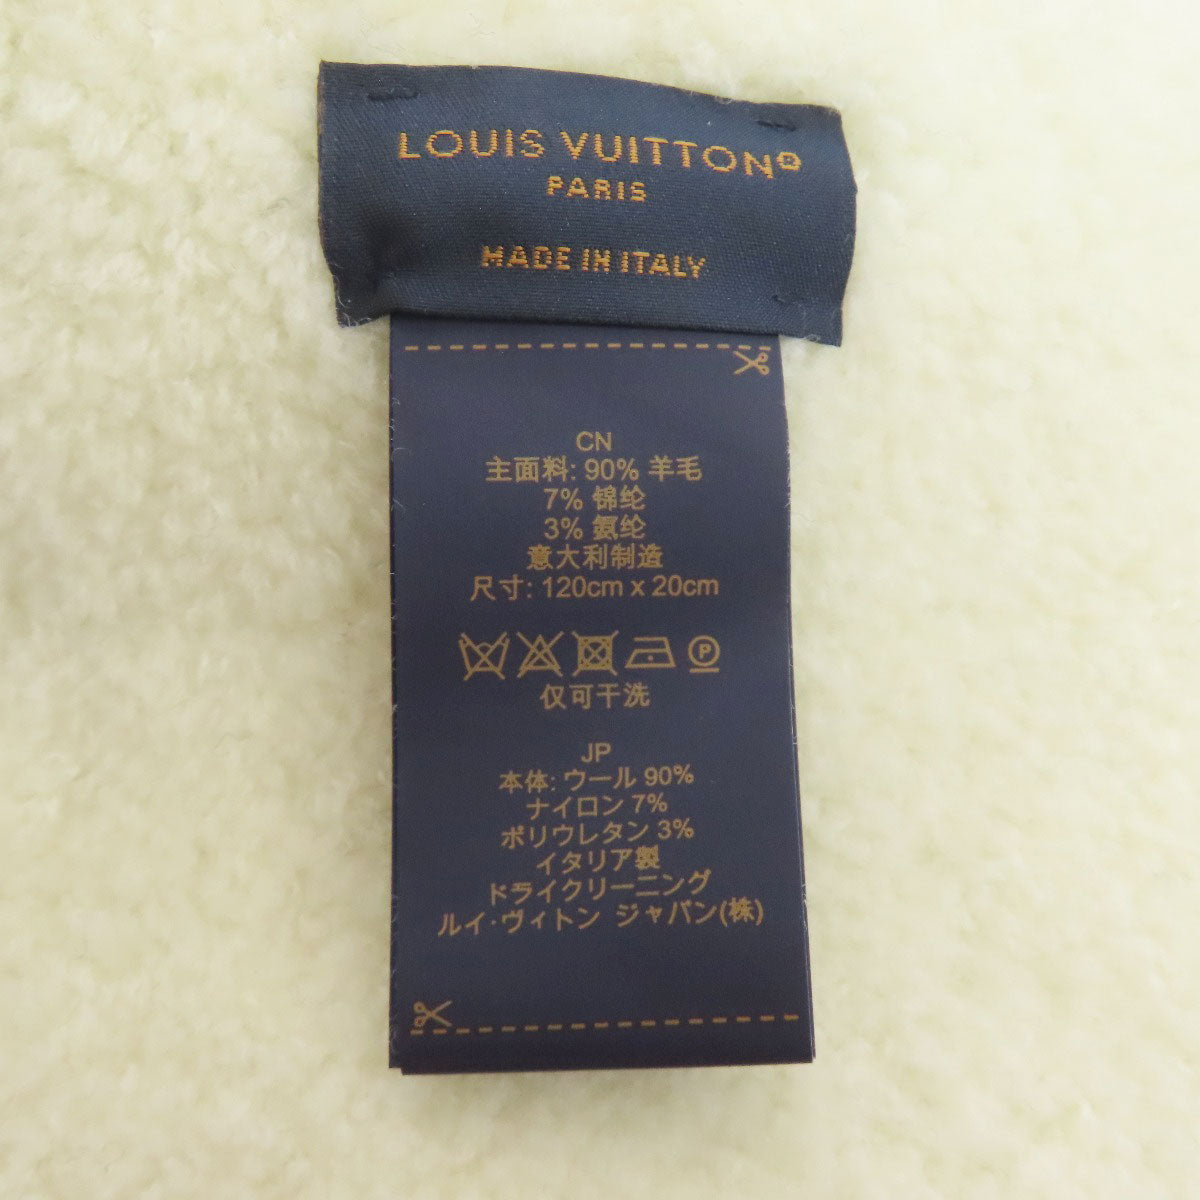 LOUIS VUITTON®
PARIS
MADE IN ITALY
CN
主面料: 90% 羊毛
7% 锦纶
3% 氨纶
意大利制造
尺寸: 120cm x 20cm
P
仅可干洗
JP
本体: ウール 90%
ナイロン 7%
ポリウレタン 3%
イタリア製
ドライクリーニング
ルイ·ヴィトン ジャパン(株)